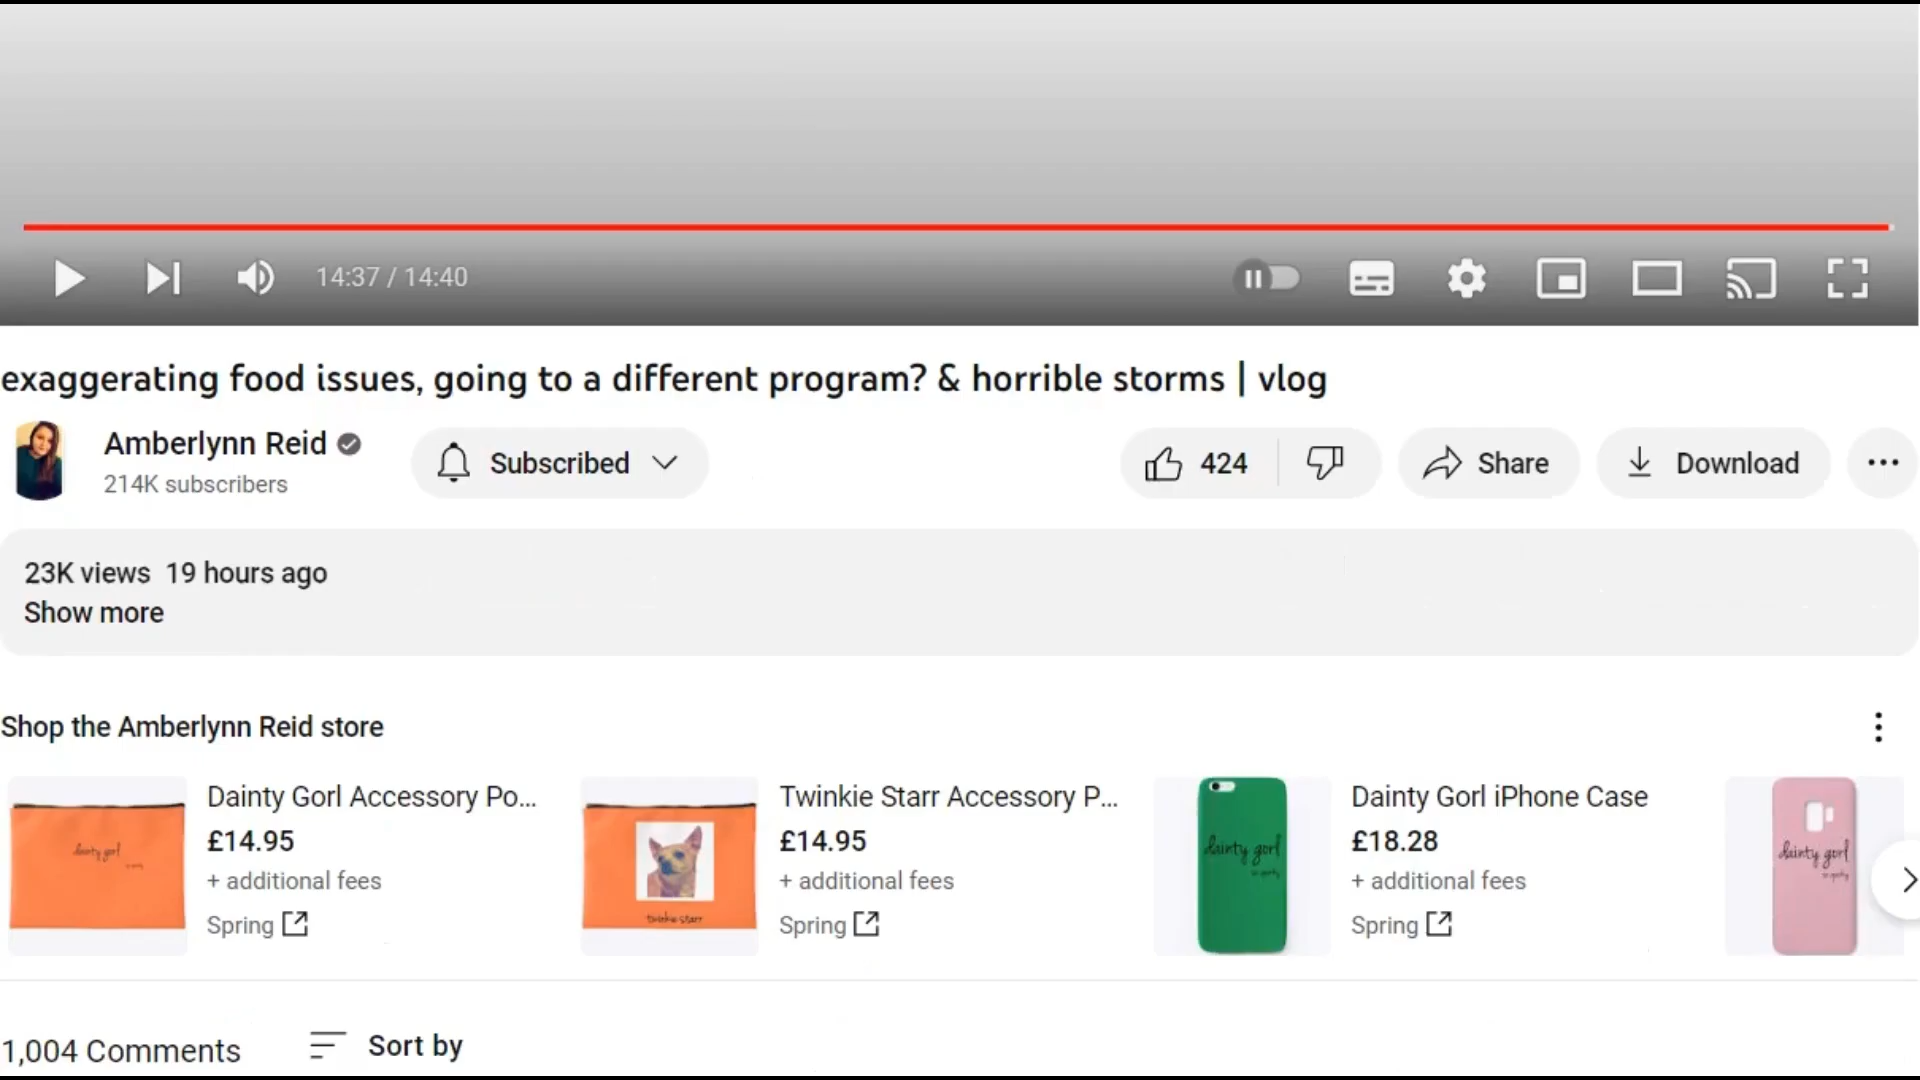 14:37 / 14:40
exaggerating food issues, going to a different program? & horrible storms | vlog
Amberlynn Reid
214K subscribers
Subscribed
424
Share
Download
23K views 19 hours ago
Show more
Shop the Amberlynn Reid store
dainty gorl
Dainty Gorl Accessory Po...
£14.95
+ additional fees
Spring
twinkie starr
Twinkie Starr Accessory P...
£14.95
+ additional fees
Spring
dainty gorl
Dainty Gorl iPhone Case
£18.28
+ additional fees
Spring
dainty gorl
1,004 Comments
Sort by